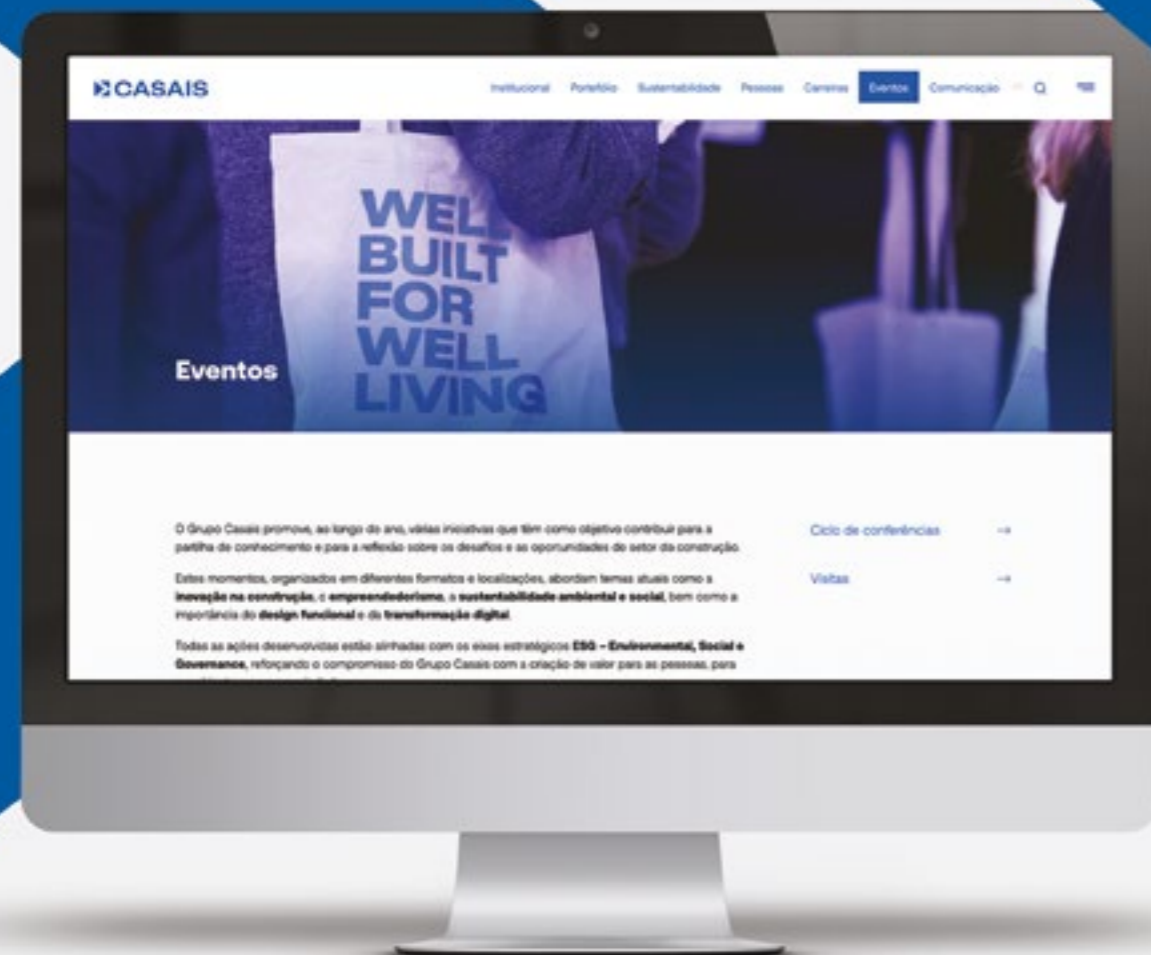 CASAIS
Institucional Portefólio Sustentabilidade Pessoas Carreiras Eventos Comunicação
WELL
BUILT
FOR
WELL
LIVING
Eventos
O Grupo Casais promove, ao longo do ano, várias iniciativas que têm como objetivo contribuir para a
partilha de conhecimento e para a reflexão sobre os desafios e as oportunidades do setor da construção.
Estes momentos, organizados em diferentes formatos e localizações, abordam temas atuais como a
inovação na construção, o empreendedorismo, a sustentabilidade ambiental e social, bem como a
importância do design funcional e da transformação digital.
Todas as ações desenvolvidas estão alinhadas com os eixos estratégicos ESG – Environmental, Social e
Governance, reforçando o compromisso do Grupo Casais com a criação de valor para as pessoas, para
Ciclo de conferências →
Visitas →